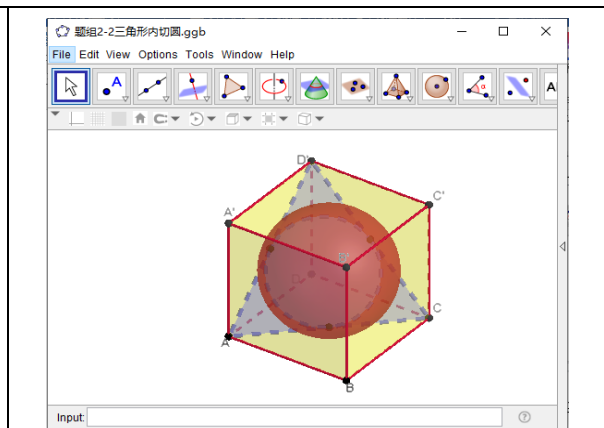 题组2-2三角形内切圆.ggb
File Edit View Options Tools Window Help
A
α
A
D'
C'
A'
B'
D
C
A
B
Input: